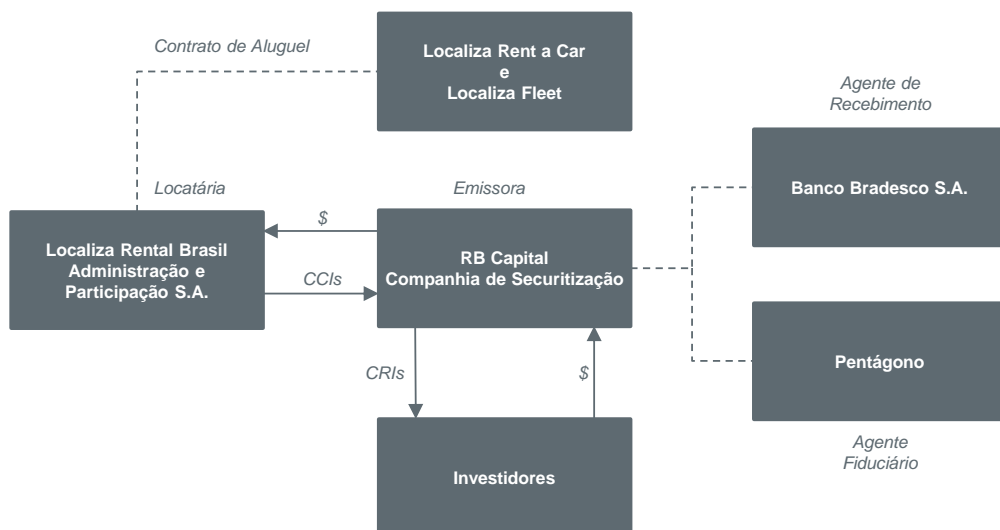 Contrato de Aluguel
Localiza Rent a Car
e
Localiza Fleet
Agente de
Recebimento
Banco Bradesco S.A.
Locatária
Emissora
Localiza Rental Brasil
Administração e
Participação S.A.
$
CCIs
RB Capital
Companhia de Securitização
Pentágono
Agente
Fiduciário
CRIs
$
Investidores